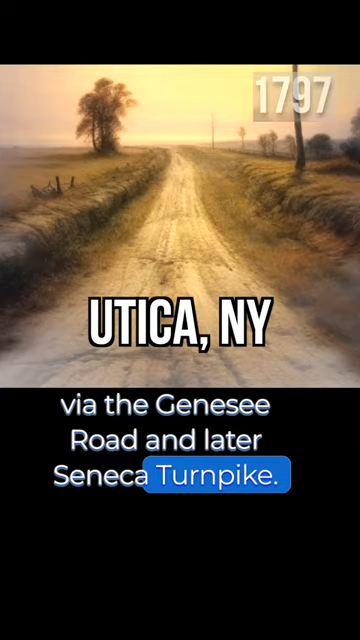 1797
UTICA, NY
via the Genesee
Road and later
Seneca Turnpike.